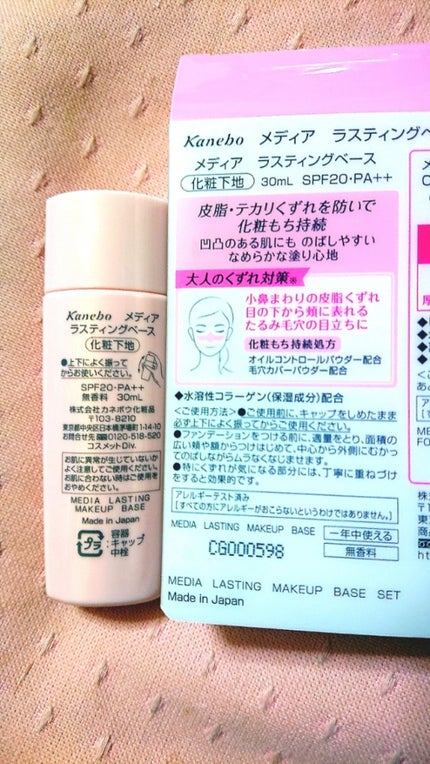 Kanebo メディア
ラスティングベース
化粧下地
●上下によく振って
からお使いください。
SPF20・PA++
無香料 30mL
株式会社カネボウ化粧品
〒103-8210
東京都中央区日本橋茅場町1-14-10
お問合せ先 0120-518-520
コスメットDiv.
お肌に異常が生じていないか
よく注意してご使用ください。
お肌に合わない時はご使用を
おやめください。
MEDIA LASTING
MAKEUP BASE
Made in Japan
プラ
容器
キャップ
中栓
Kanebo メディア ラスティング
メディア ラスティングベース
化粧下地 30mL SPF20・PA++
皮脂・テカリくずれを防いで
化粧もち持続
凹凸のある肌にも のばしやすい
なめらかな塗り心地
大人のくずれ対策※
小鼻まわりの皮脂くずれ
目の下から頬に表れる
たるみ毛穴の目立ちに
化粧もち持続処方
オイルコントロールパウダー配合
毛穴カバーパウダー配合
◆水溶性コラーゲン(保湿成分)配合
<ご使用方法>●ご使用前に、キャップをしめたまま
必ず上下によく振ってからご使用ください。
●ファンデーションをつける前に、適量をとり、面積の
広い頬や額からつけはじめて、中心から外側にむかっ
てのばしながらムラなくなじませます。
●特にくずれが気になる部分には、丁寧に重ねづけ
をすると効果的です。
アレルギーテスト済み
[すべての方にアレルギーがおこらないというわけではありません。]
MEDIA LASTING MAKEUP BASE
一年中使える
CG000598
無香料
MEDIA LASTING MAKEUP BASE SET
Made in Japan